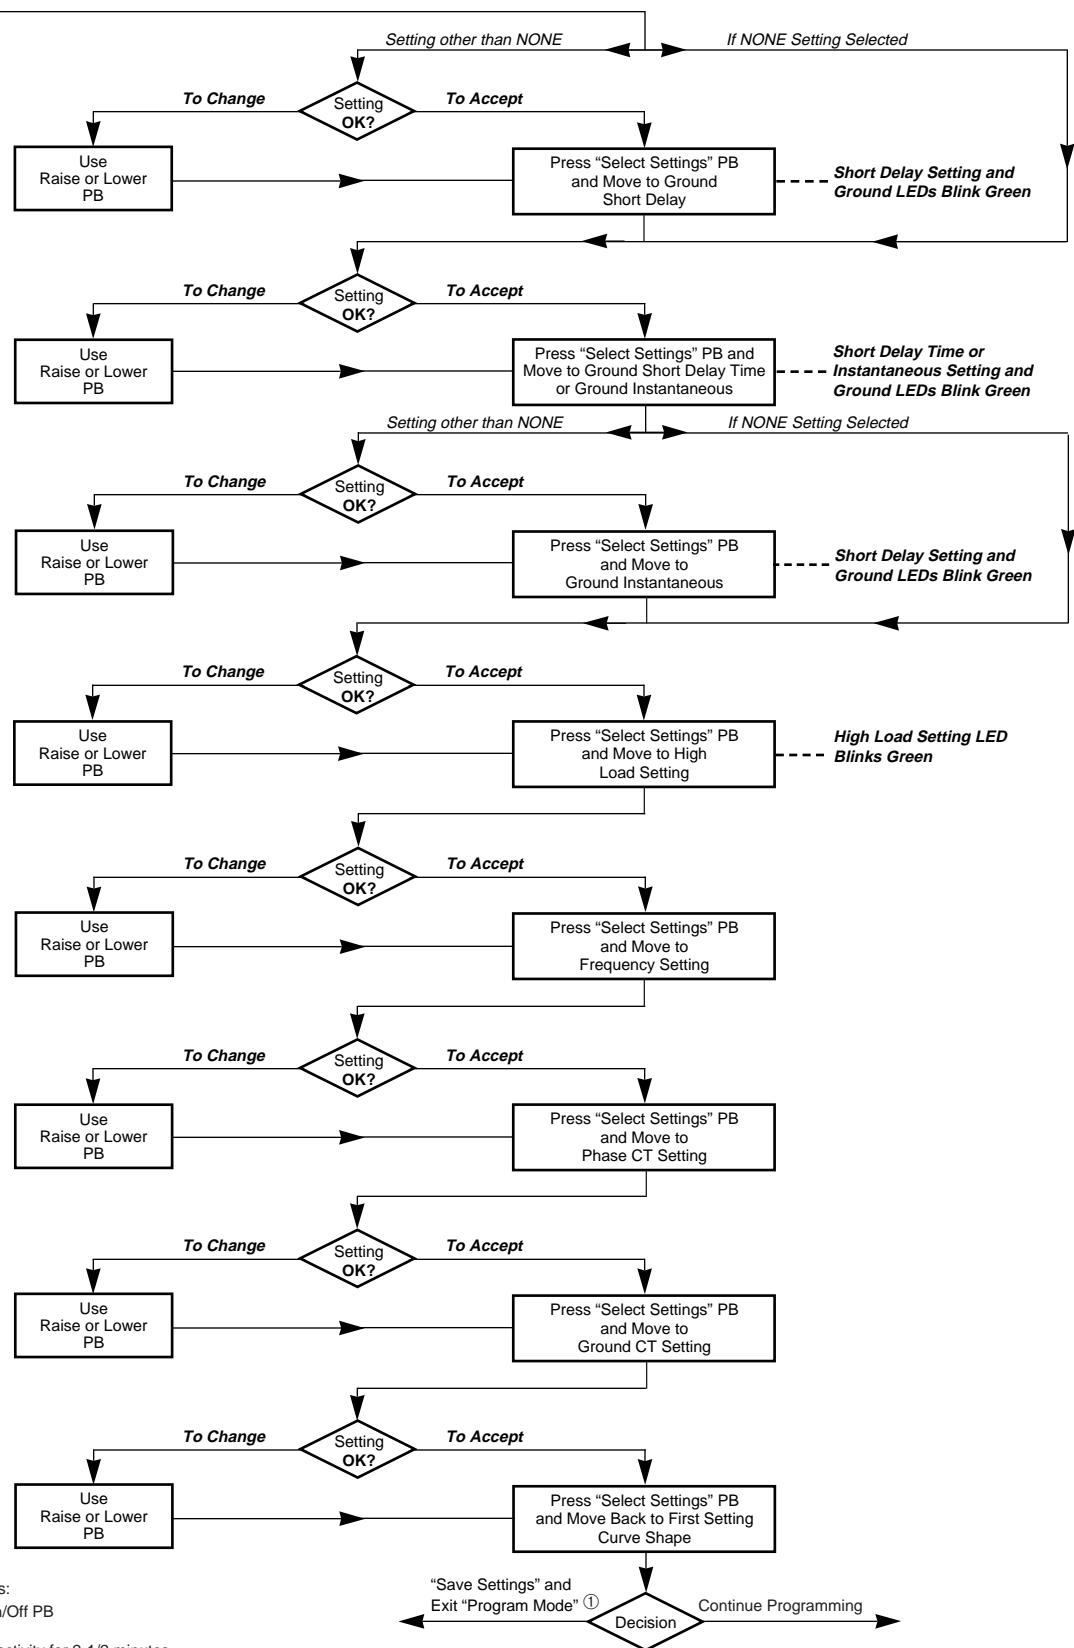 Setting other than NONE
If NONE Setting Selected
To Change
Setting
OK?
To Accept
Use
Raise or Lower
PB
Press “Select Settings” PB
and Move to Ground
Short Delay
Short Delay Setting and
Ground LEDs Blink Green
To Change
Setting
OK?
To Accept
Use
Raise or Lower
PB
Press “Select Settings” PB and
Move to Ground Short Delay Time
or Ground Instantaneous
Short Delay Time or
Instantaneous Setting and
Ground LEDs Blink Green
Setting other than NONE
If NONE Setting Selected
To Change
Setting
OK?
To Accept
Use
Raise or Lower
PB
Press “Select Settings” PB
and Move to
Ground Instantaneous
Short Delay Setting and
Ground LEDs Blink Green
To Change
Setting
OK?
To Accept
Use
Raise or Lower
PB
Press “Select Settings” PB
and Move to High
Load Setting
High Load Setting LED
Blinks Green
To Change
Setting
OK?
To Accept
Use
Raise or Lower
PB
Press “Select Settings” PB
and Move to
Frequency Setting
To Change
Setting
OK?
To Accept
Use
Raise or Lower
PB
Press “Select Settings” PB
and Move to
Phase CT Setting
To Change
Setting
OK?
To Accept
Use
Raise or Lower
PB
Press “Select Settings” PB
and Move to
Ground CT Setting
To Change
Setting
OK?
To Accept
Use
Raise or Lower
PB
Press “Select Settings” PB
and Move Back to First Setting
Curve Shape
s:
/Off PB
“Save Settings” and
Exit “Program Mode” ①
Decision
Continue Programming